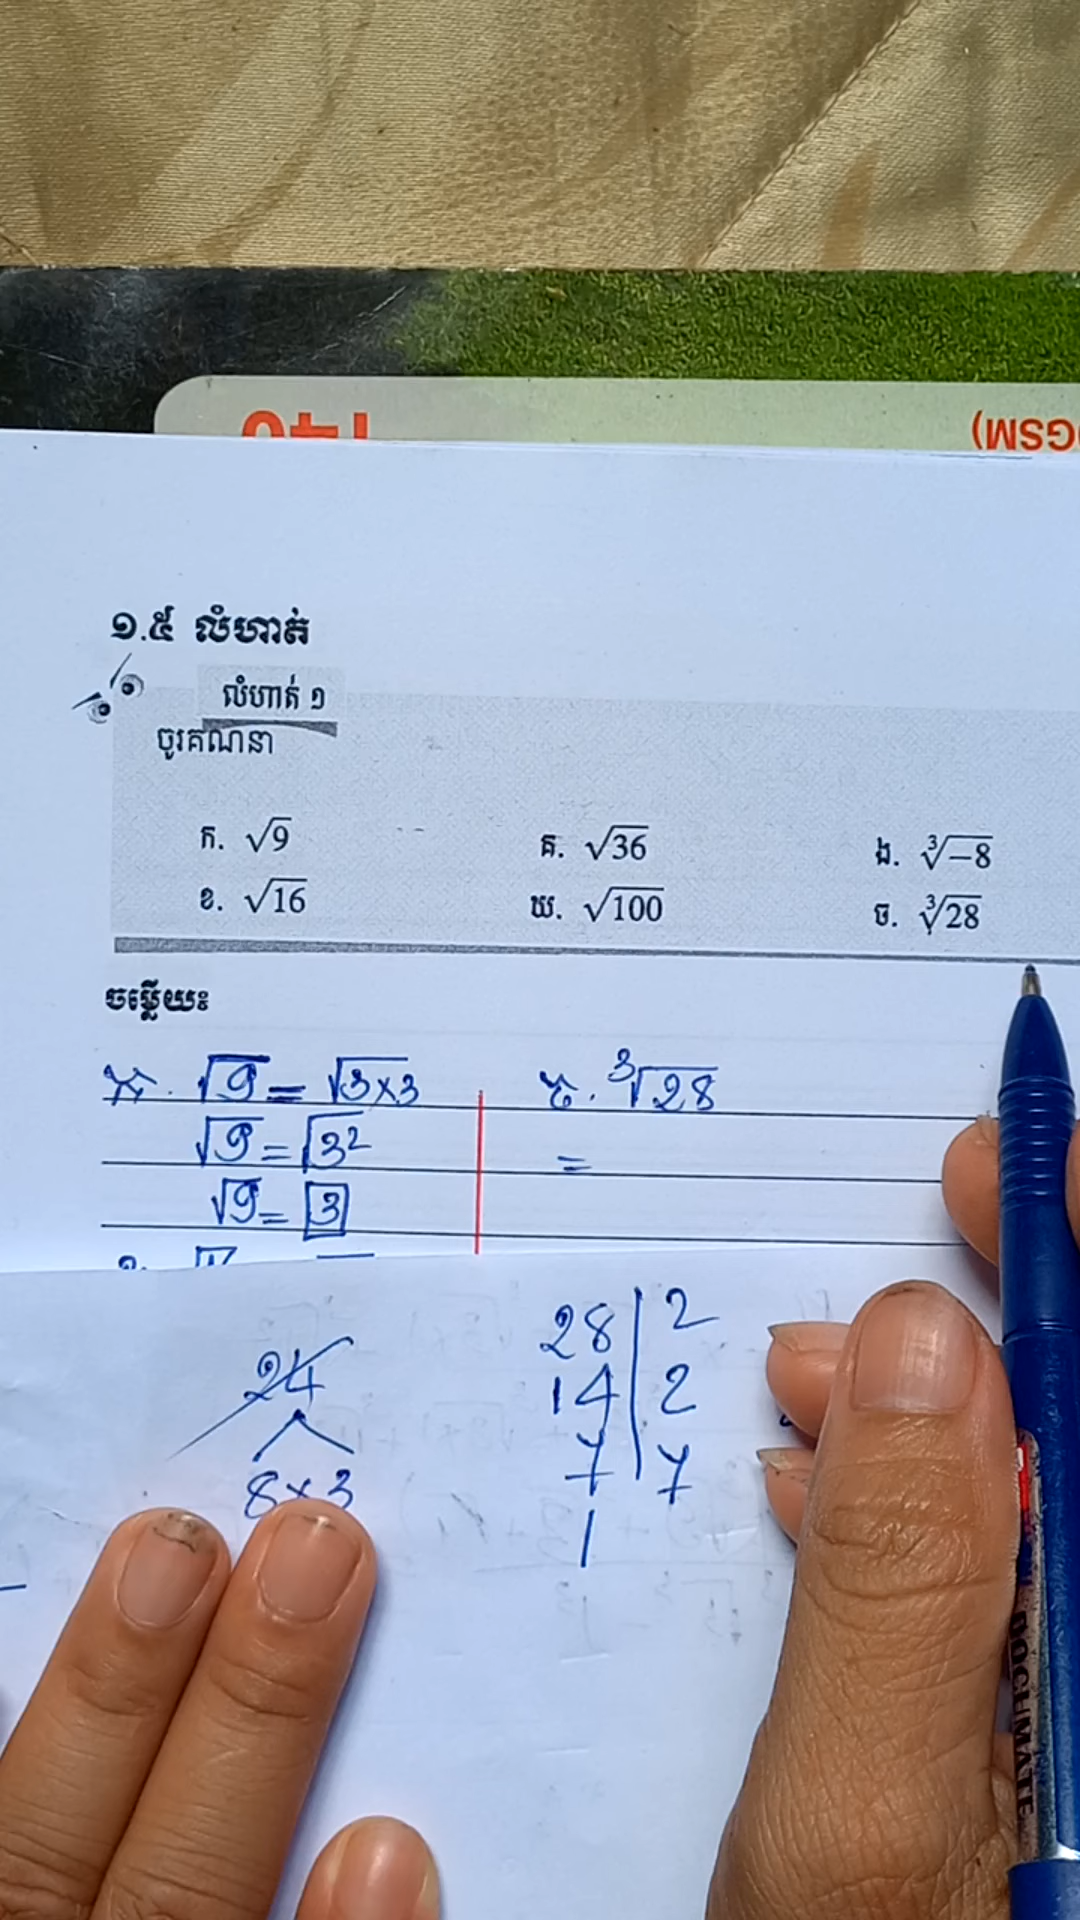 (WSG
១.៥ លំហាត់
លំហាត់ ១
ចូរគណនា
ក. √9 គ. √36 ង. ∛-8
ខ. √16 ឃ. √100 ច. ∛28
ចម្លើយ៖
ក. √9 = √3×3 ច. ∛28
√9 = √3² =
√9 = 3
24 28 | 2
14 | 2
8×3 7 | 7
1